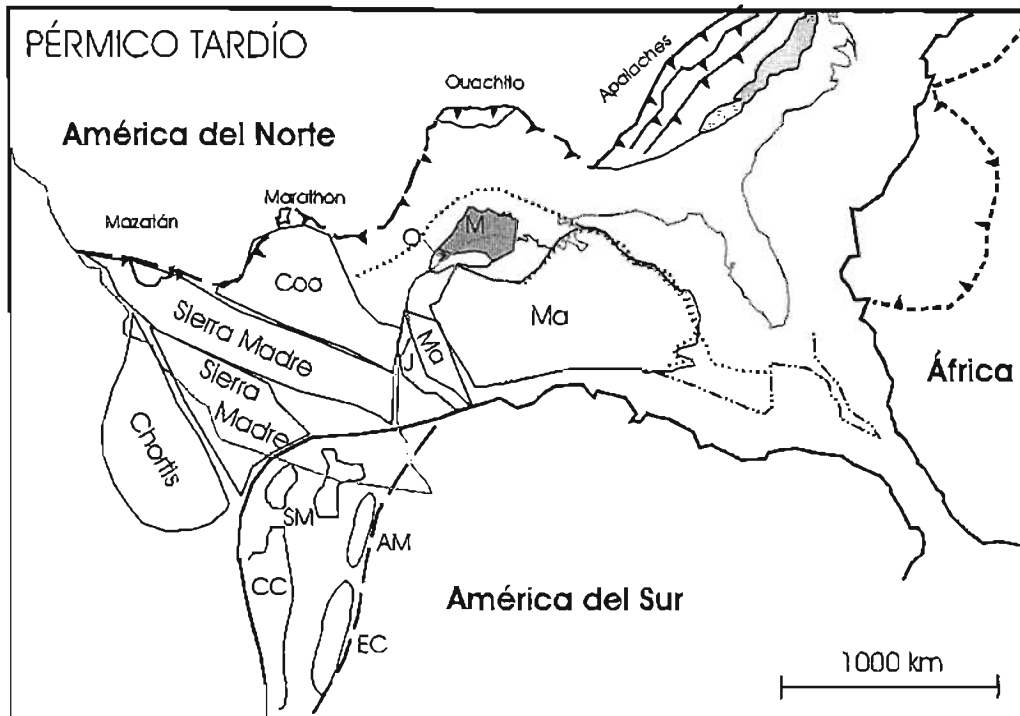 PÉRMICO TARDÍO
Apalaches
Ouachito
América del Norte
Marathon
Mazatán
O
M
Coa
Ma
Sierra Madre
Ma
J
África
Sierra
Madre
Chortis
SM
AM
CC
América del Sur
EC
1000 km